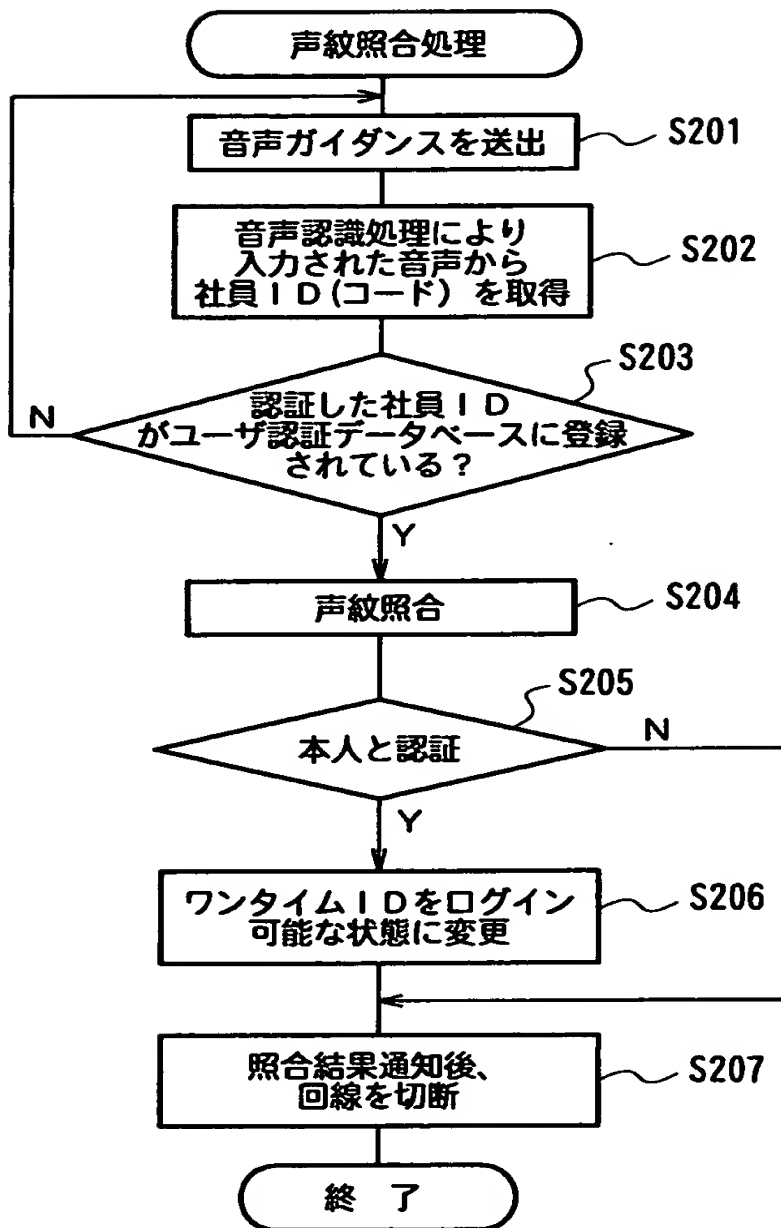 声紋照合処理
音声ガイダンスを送出
S201
音声認識処理により
入力された音声から
社員ID(コード)を取得
S202
S203
認証した社員ID
がユーザ認証データベースに登録
されている?
N
Y
声紋照合
S204
S205
本人と認証
N
Y
ワンタイムIDをログイン
可能な状態に変更
S206
照合結果通知後、
回線を切断
S207
終 了